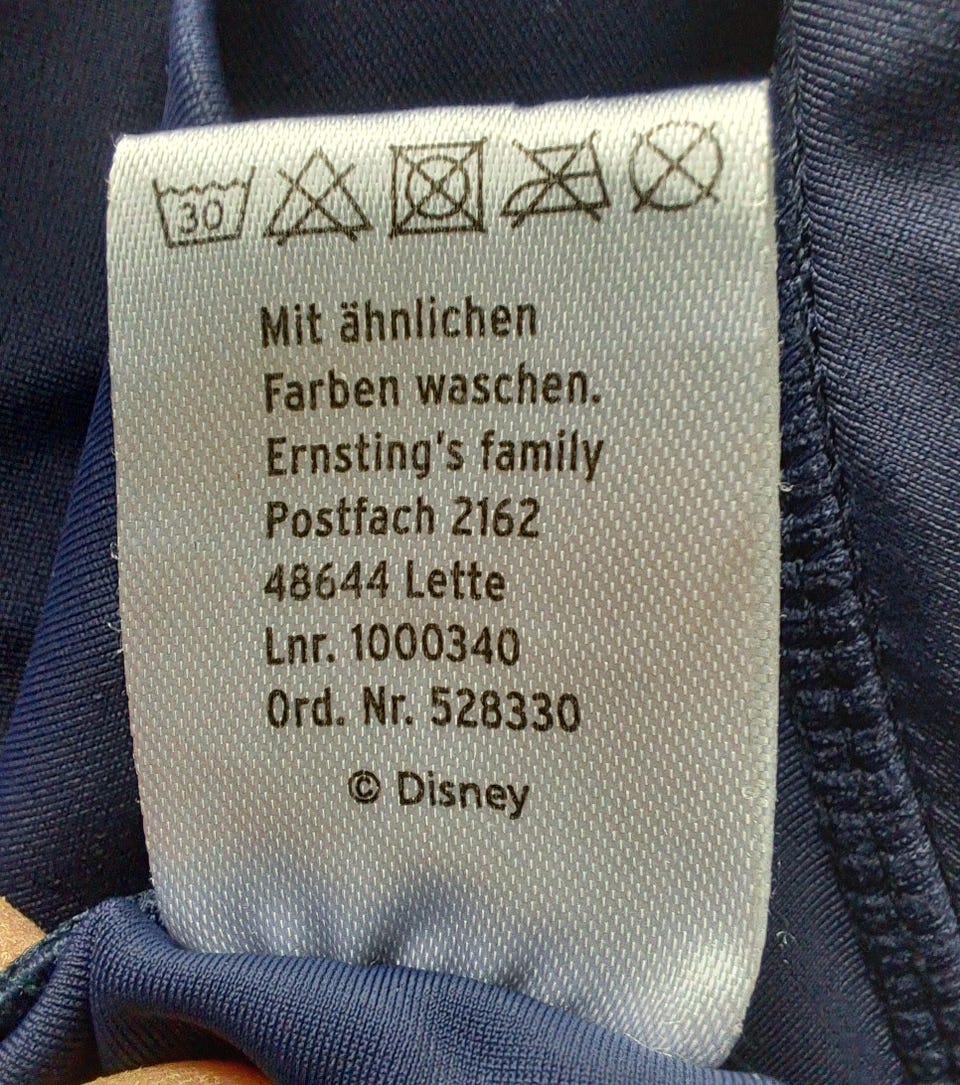 30
Mit ähnlichen
Farben waschen.
Ernsting's family
Postfach 2162
48644 Lette
Lnr. 1000340
Ord. Nr. 528330
© Disney